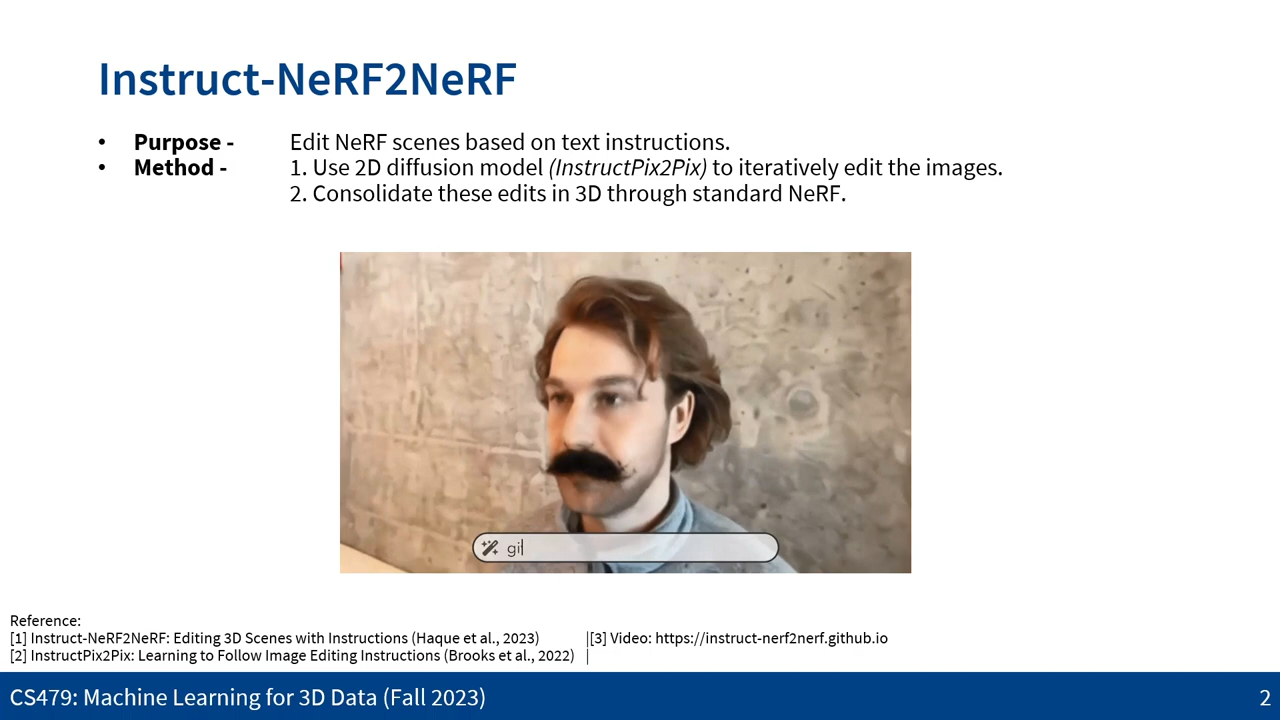 Instruct-NeRF2NeRF
• Purpose - Edit NeRF scenes based on text instructions.
• Method - 1. Use 2D diffusion model (InstructPix2Pix) to iteratively edit the images.
2. Consolidate these edits in 3D through standard NeRF.
gil
Reference:
[1] Instruct-NeRF2NeRF: Editing 3D Scenes with Instructions (Haque et al., 2023) |[3] Video: https://instruct-nerf2nerf.github.io
[2] InstructPix2Pix: Learning to Follow Image Editing Instructions (Brooks et al., 2022) |
CS479: Machine Learning for 3D Data (Fall 2023) 2